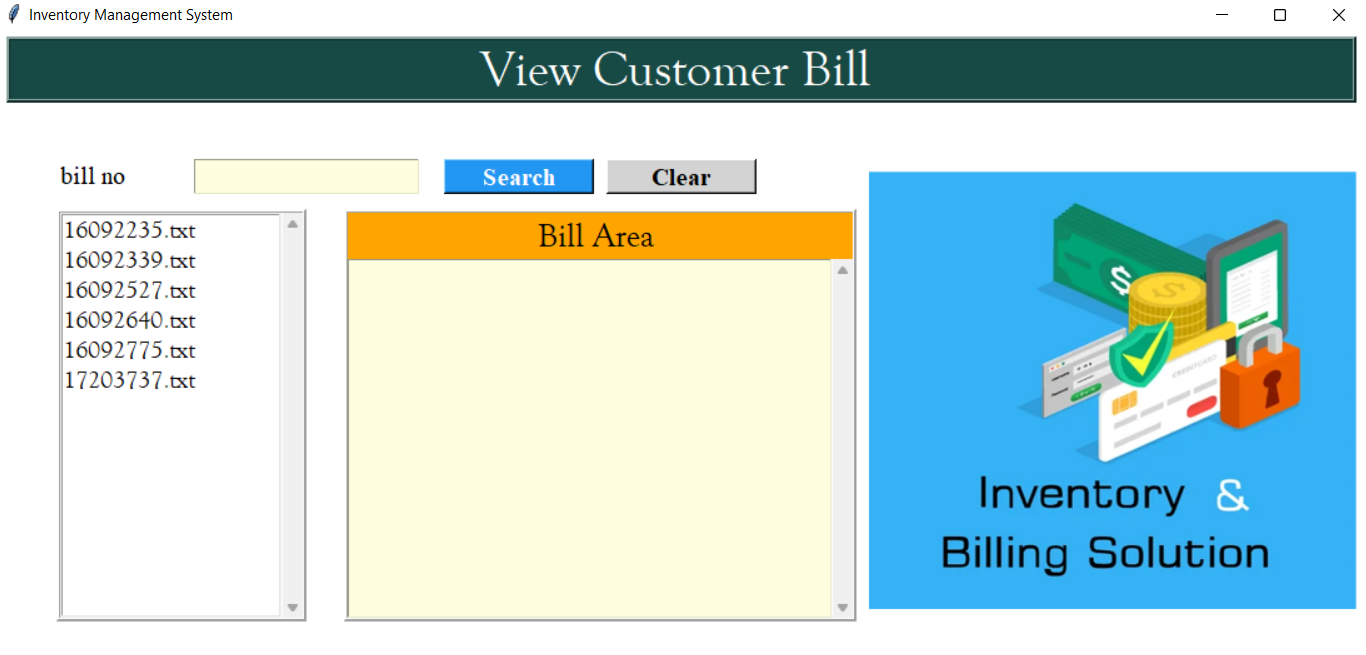 Inventory Management System
View Customer Bill
bill no
Search
Clear
16092235.txt
16092339.txt
16092527.txt
16092640.txt
16092775.txt
17203737.txt
Bill Area
$
$
CREDITCARD
Inventory &
Billing Solution